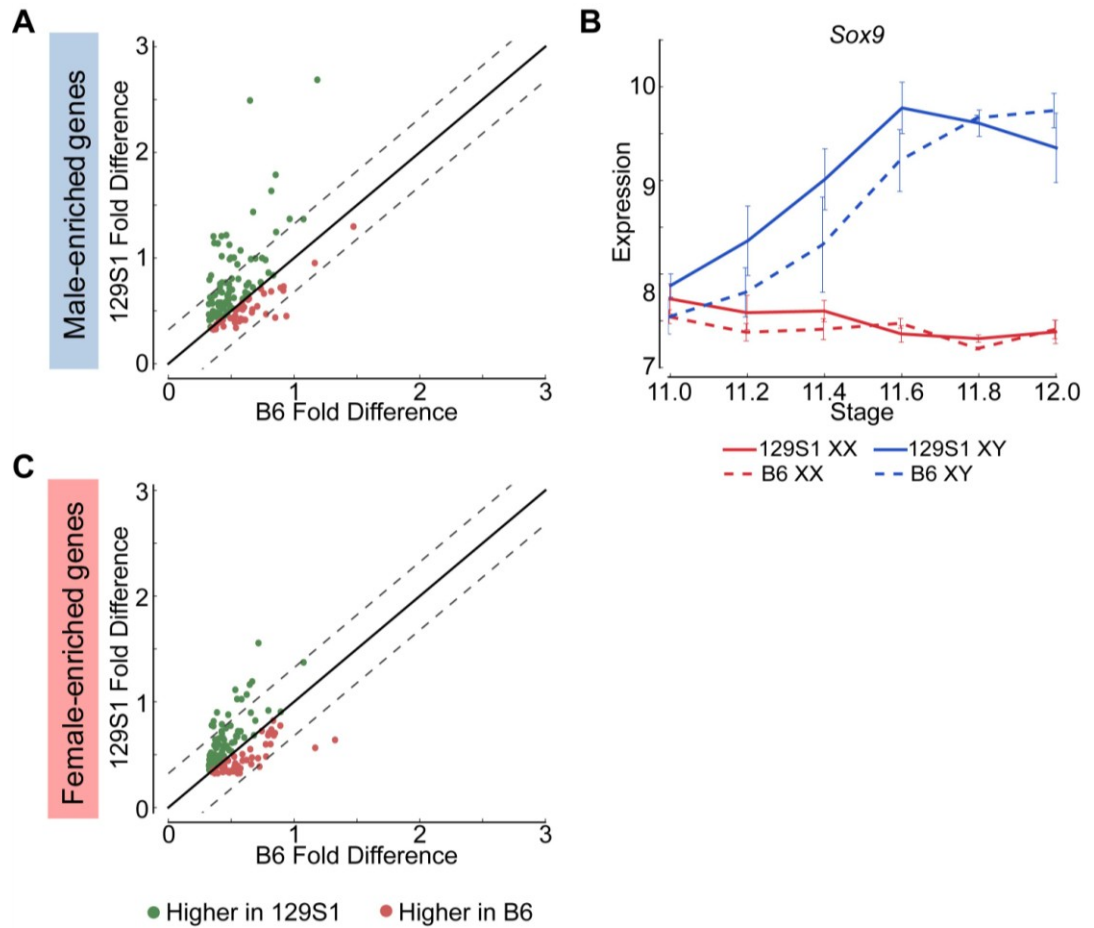 A
Male-enriched genes
129S1 Fold Difference
3
2
1
0
0 1 2 3
B6 Fold Difference
B
Sox9
Expression
10
9
8
7
11.0 11.2 11.4 11.6 11.8 12.0
Stage
129S1 XX 129S1 XY
B6 XX B6 XY
C
Female-enriched genes
129S1 Fold Difference
3
2
1
0
0 1 2 3
B6 Fold Difference
Higher in 129S1 Higher in B6